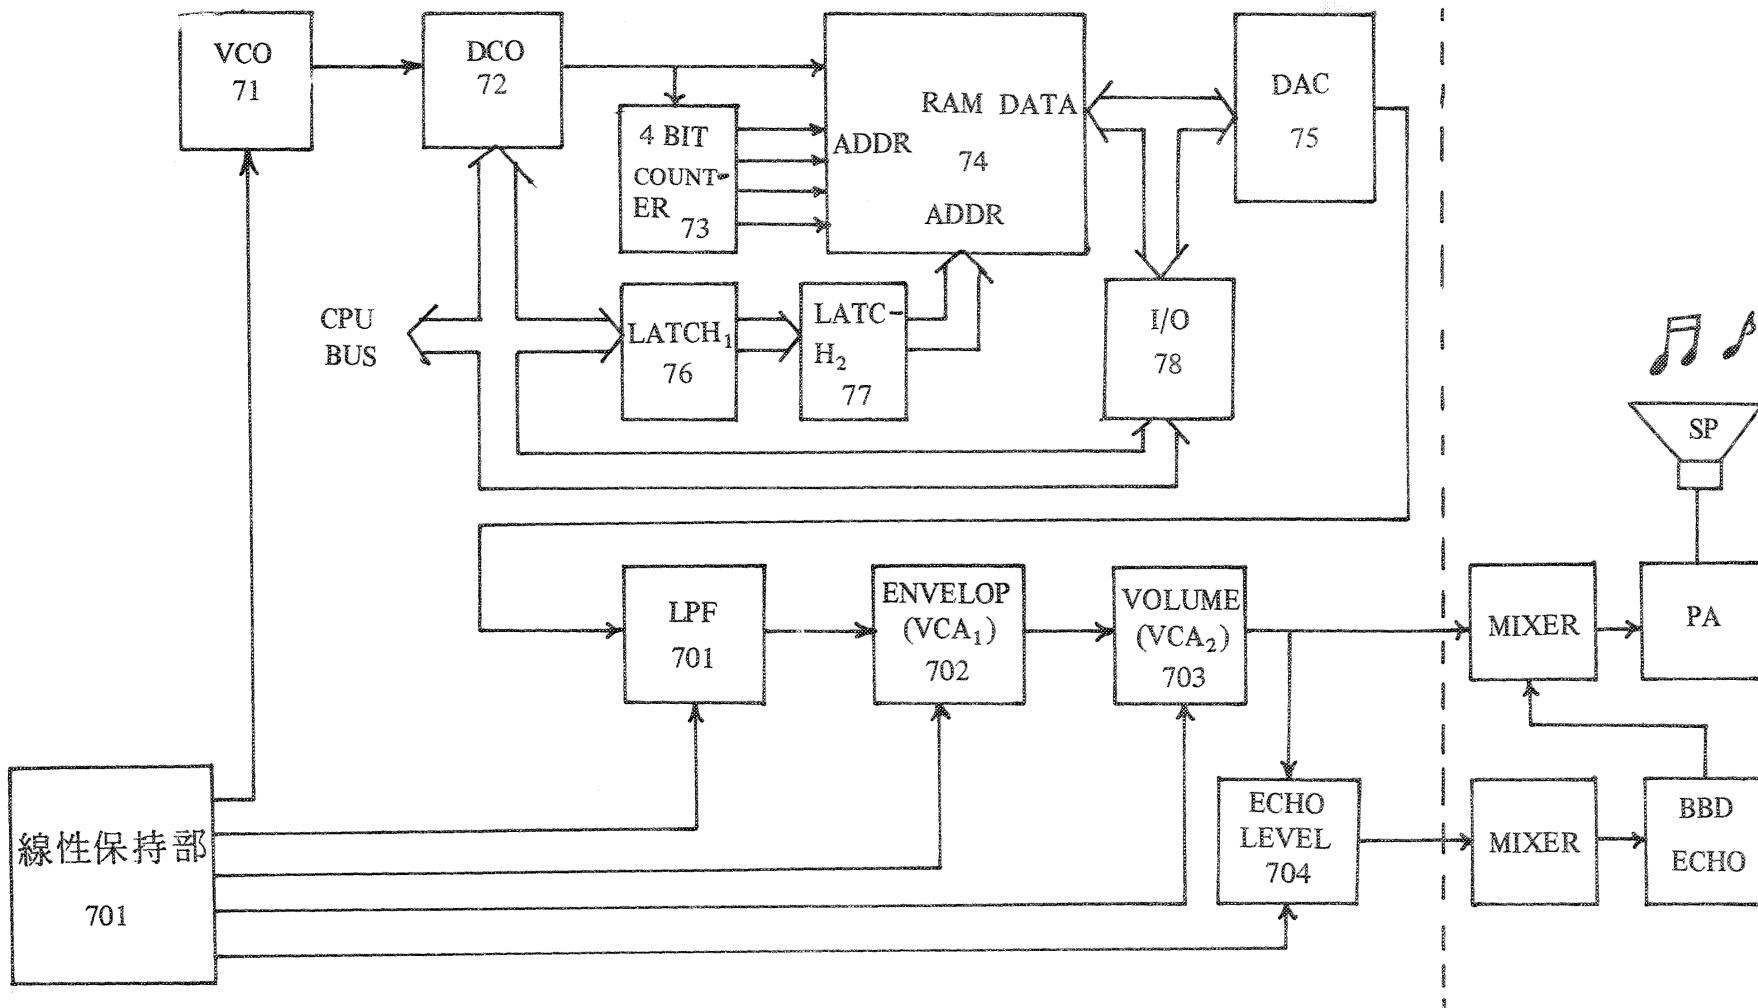 VCO
71
DCO
72
4 BIT
COUNT-
ER
73
RAM DATA
ADDR
74
ADDR
DAC
75
CPU
BUS
LATCH₁
76
LATC-
H₂
77
I/O
78
SP
LPF
701
ENVELOP
(VCA₁)
702
VOLUME
(VCA₂)
703
MIXER
PA
線性保持部
701
ECHO
LEVEL
704
MIXER
BBD
ECHO